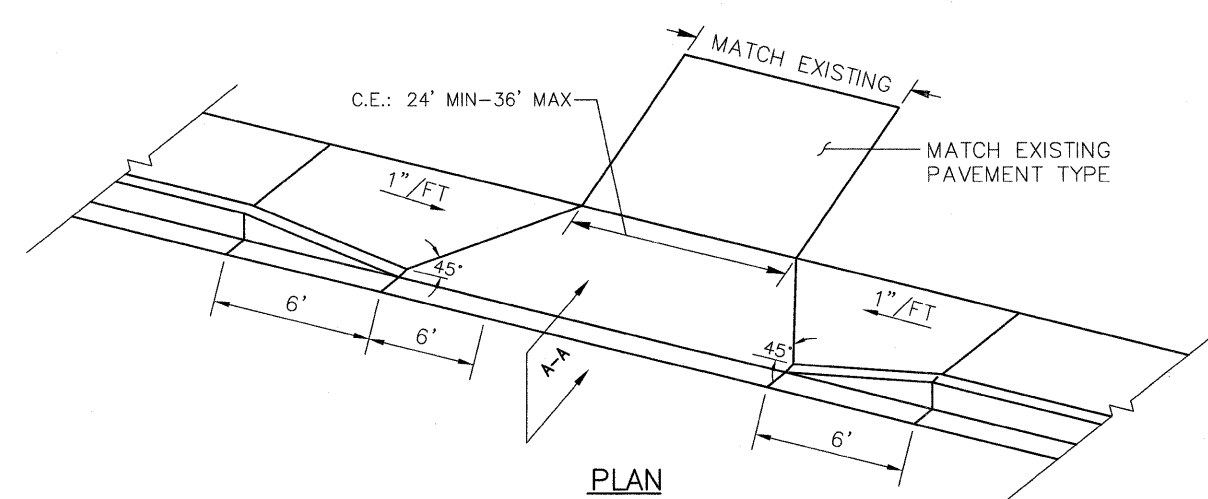 MATCH EXISTING
C.E.: 24' MIN-36' MAX
MATCH EXISTING
PAVEMENT TYPE
1"/FT
45°
1"/FT
45°
6'
6'
A-A
6'
PLAN